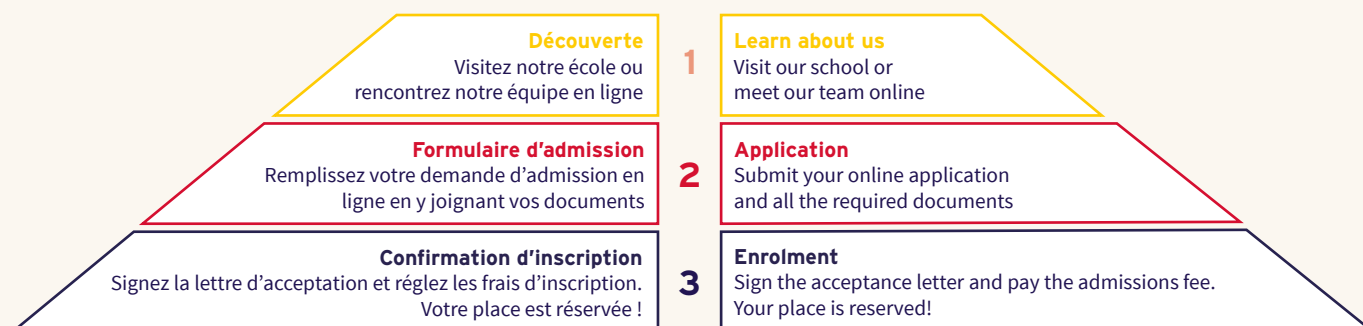 Découverte
Visitez notre école ou
rencontrez notre équipe en ligne
1
Learn about us
Visit our school or
meet our team online
Formulaire d'admission
Remplissez votre demande d'admission en
ligne en y joignant vos documents
2
Application
Submit your online application
and all the required documents
Confirmation d'inscription
Signez la lettre d'acceptation et réglez les frais d'inscription.
Votre place est réservée !
3
Enrolment
Sign the acceptance letter and pay the admissions fee.
Your place is reserved!